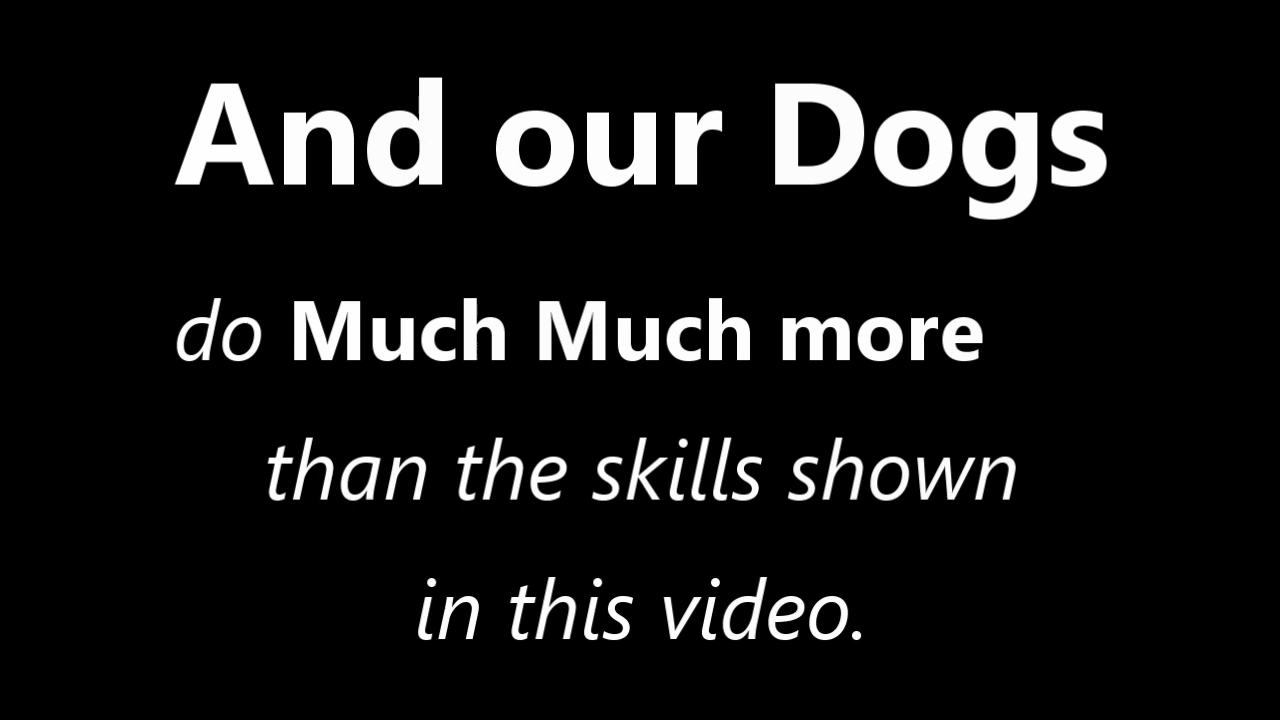 And our Dogs
do Much Much more
than the skills shown
in this video.